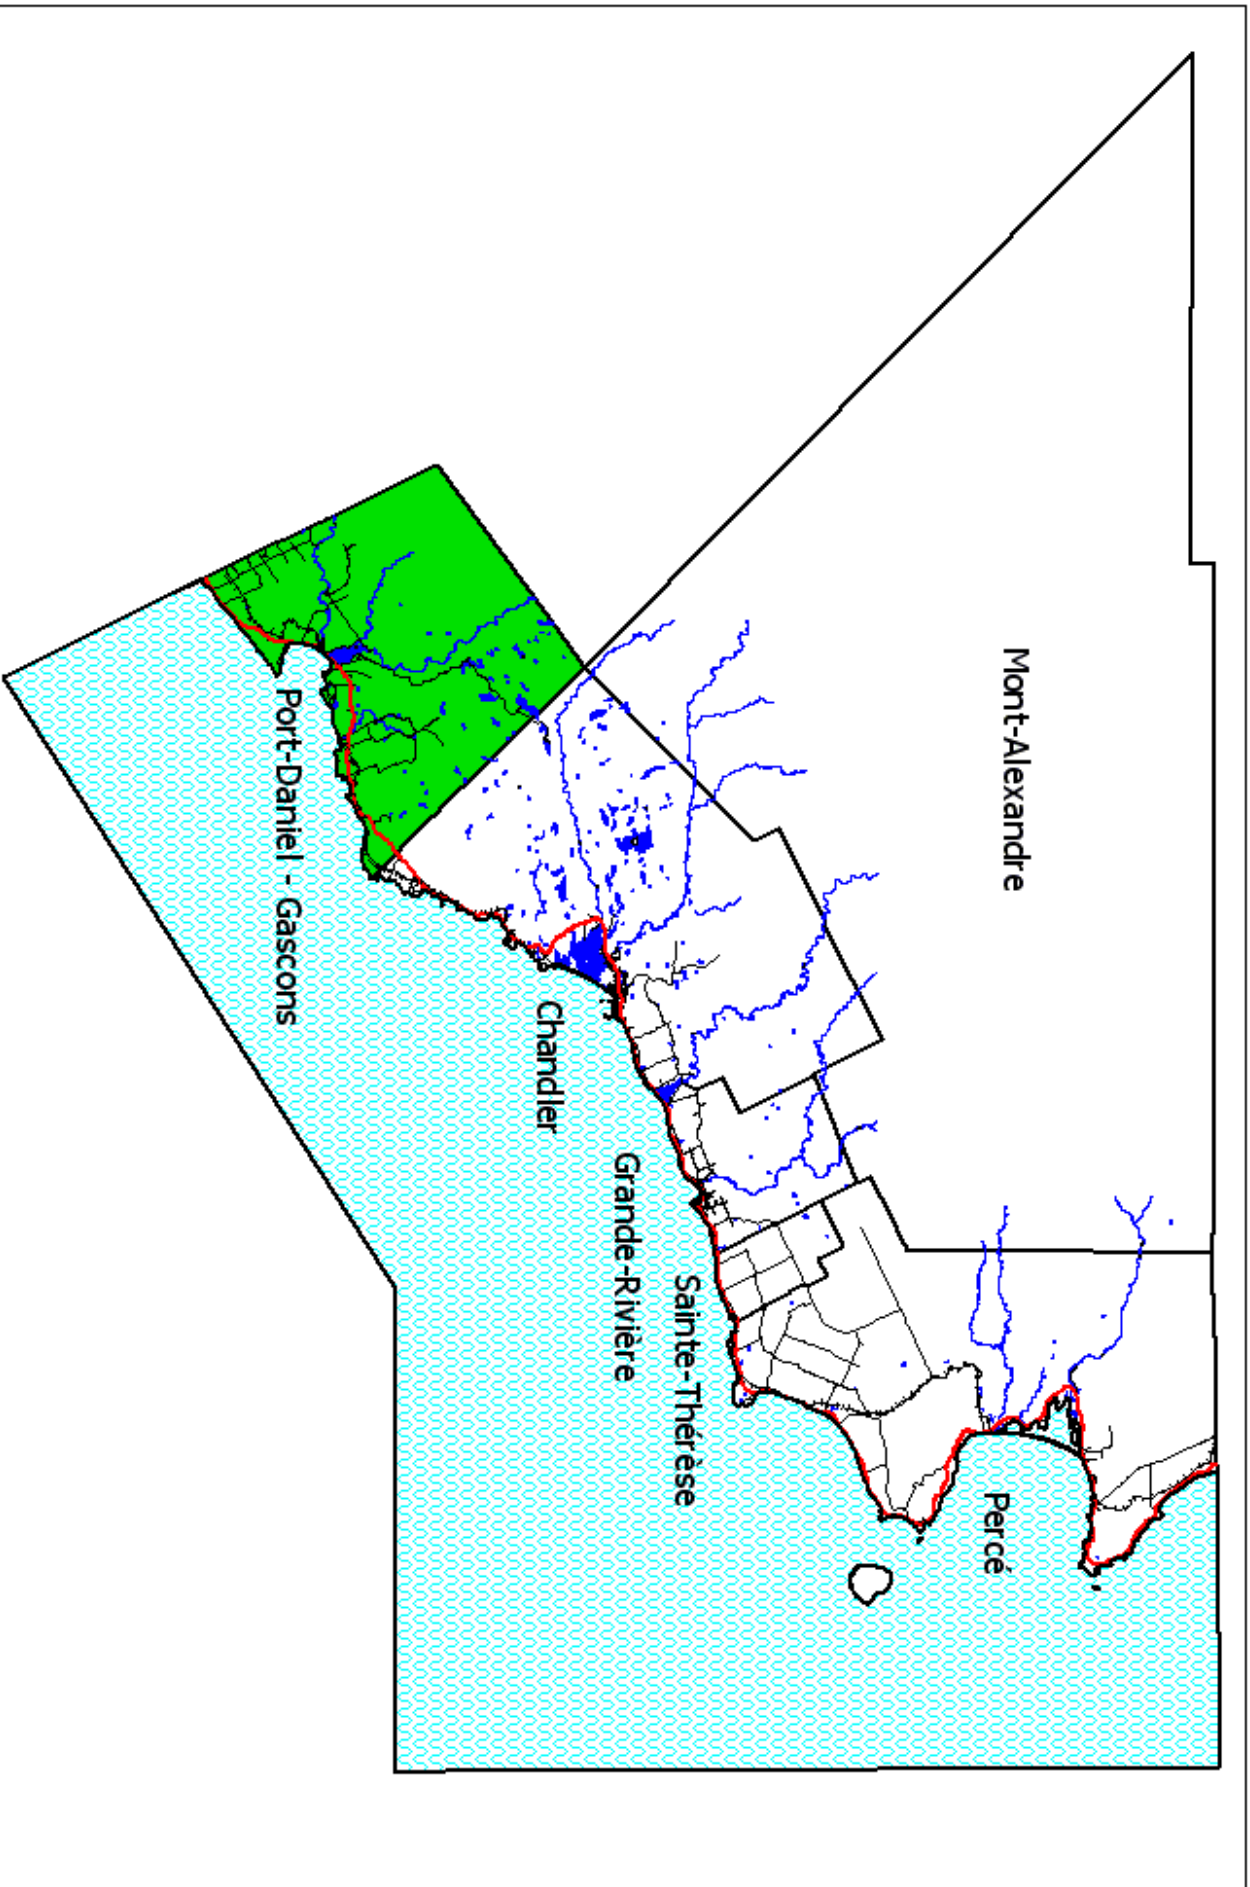 Mont-Alexandre
Percé
Sainte-Thérèse
Grande-Rivière
Chandler
Port-Daniel - Gascons